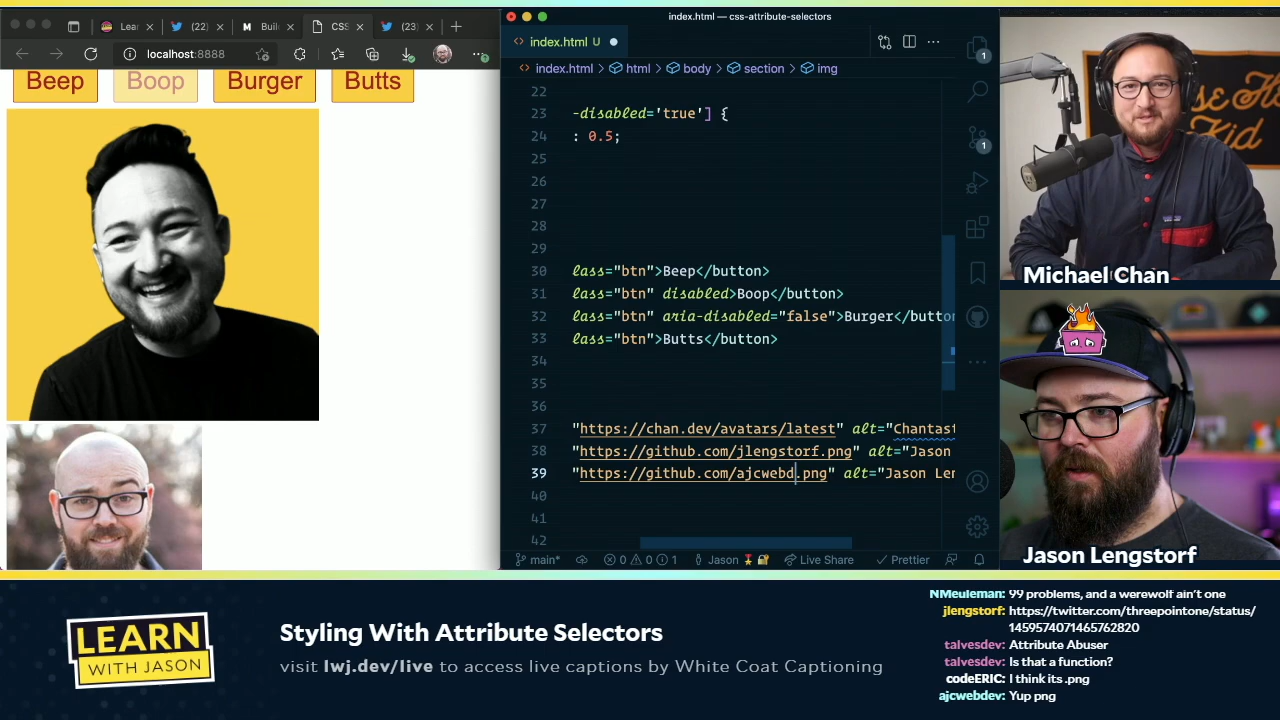 Lear
(22)
M Build
CSS
(23)
localhost:8888
Beep
Boop
Burger
Butts
index.html — css-attribute-selectors
index.html U
index.html > html > body > section > img
22
23 -disabled='true'] {
24 : 0.5;
25
26
27
28
29
30 lass="btn">Beep</button>
31 lass="btn" disabled>Boop</button>
32 lass="btn" aria-disabled="false">Burger</butto
33 lass="btn">Butts</button>
34
35
36
37 "https://chan.dev/avatars/latest" alt="Chantast
38 "https://github.com/jlengstorf.png" alt="Jason
39 "https://github.com/ajcwebd.png" alt="Jason Len
40
41
42
1
1
main* 0 0 1 Jason Live Share Prettier
Michael Chan
Jason Lengstorf
LEARN
WITH JASON
Styling With Attribute Selectors
visit lwj.dev/live to access live captions by White Coat Captioning
NMeuleman: 99 problems, and a werewolf ain't one
jlengstorf: https://twitter.com/threepointone/status/
1459574071465762820
talvesdev: Attribute Abuser
talvesdev: Is that a function?
codeERIC: I think its .png
ajcwebdev: Yup png